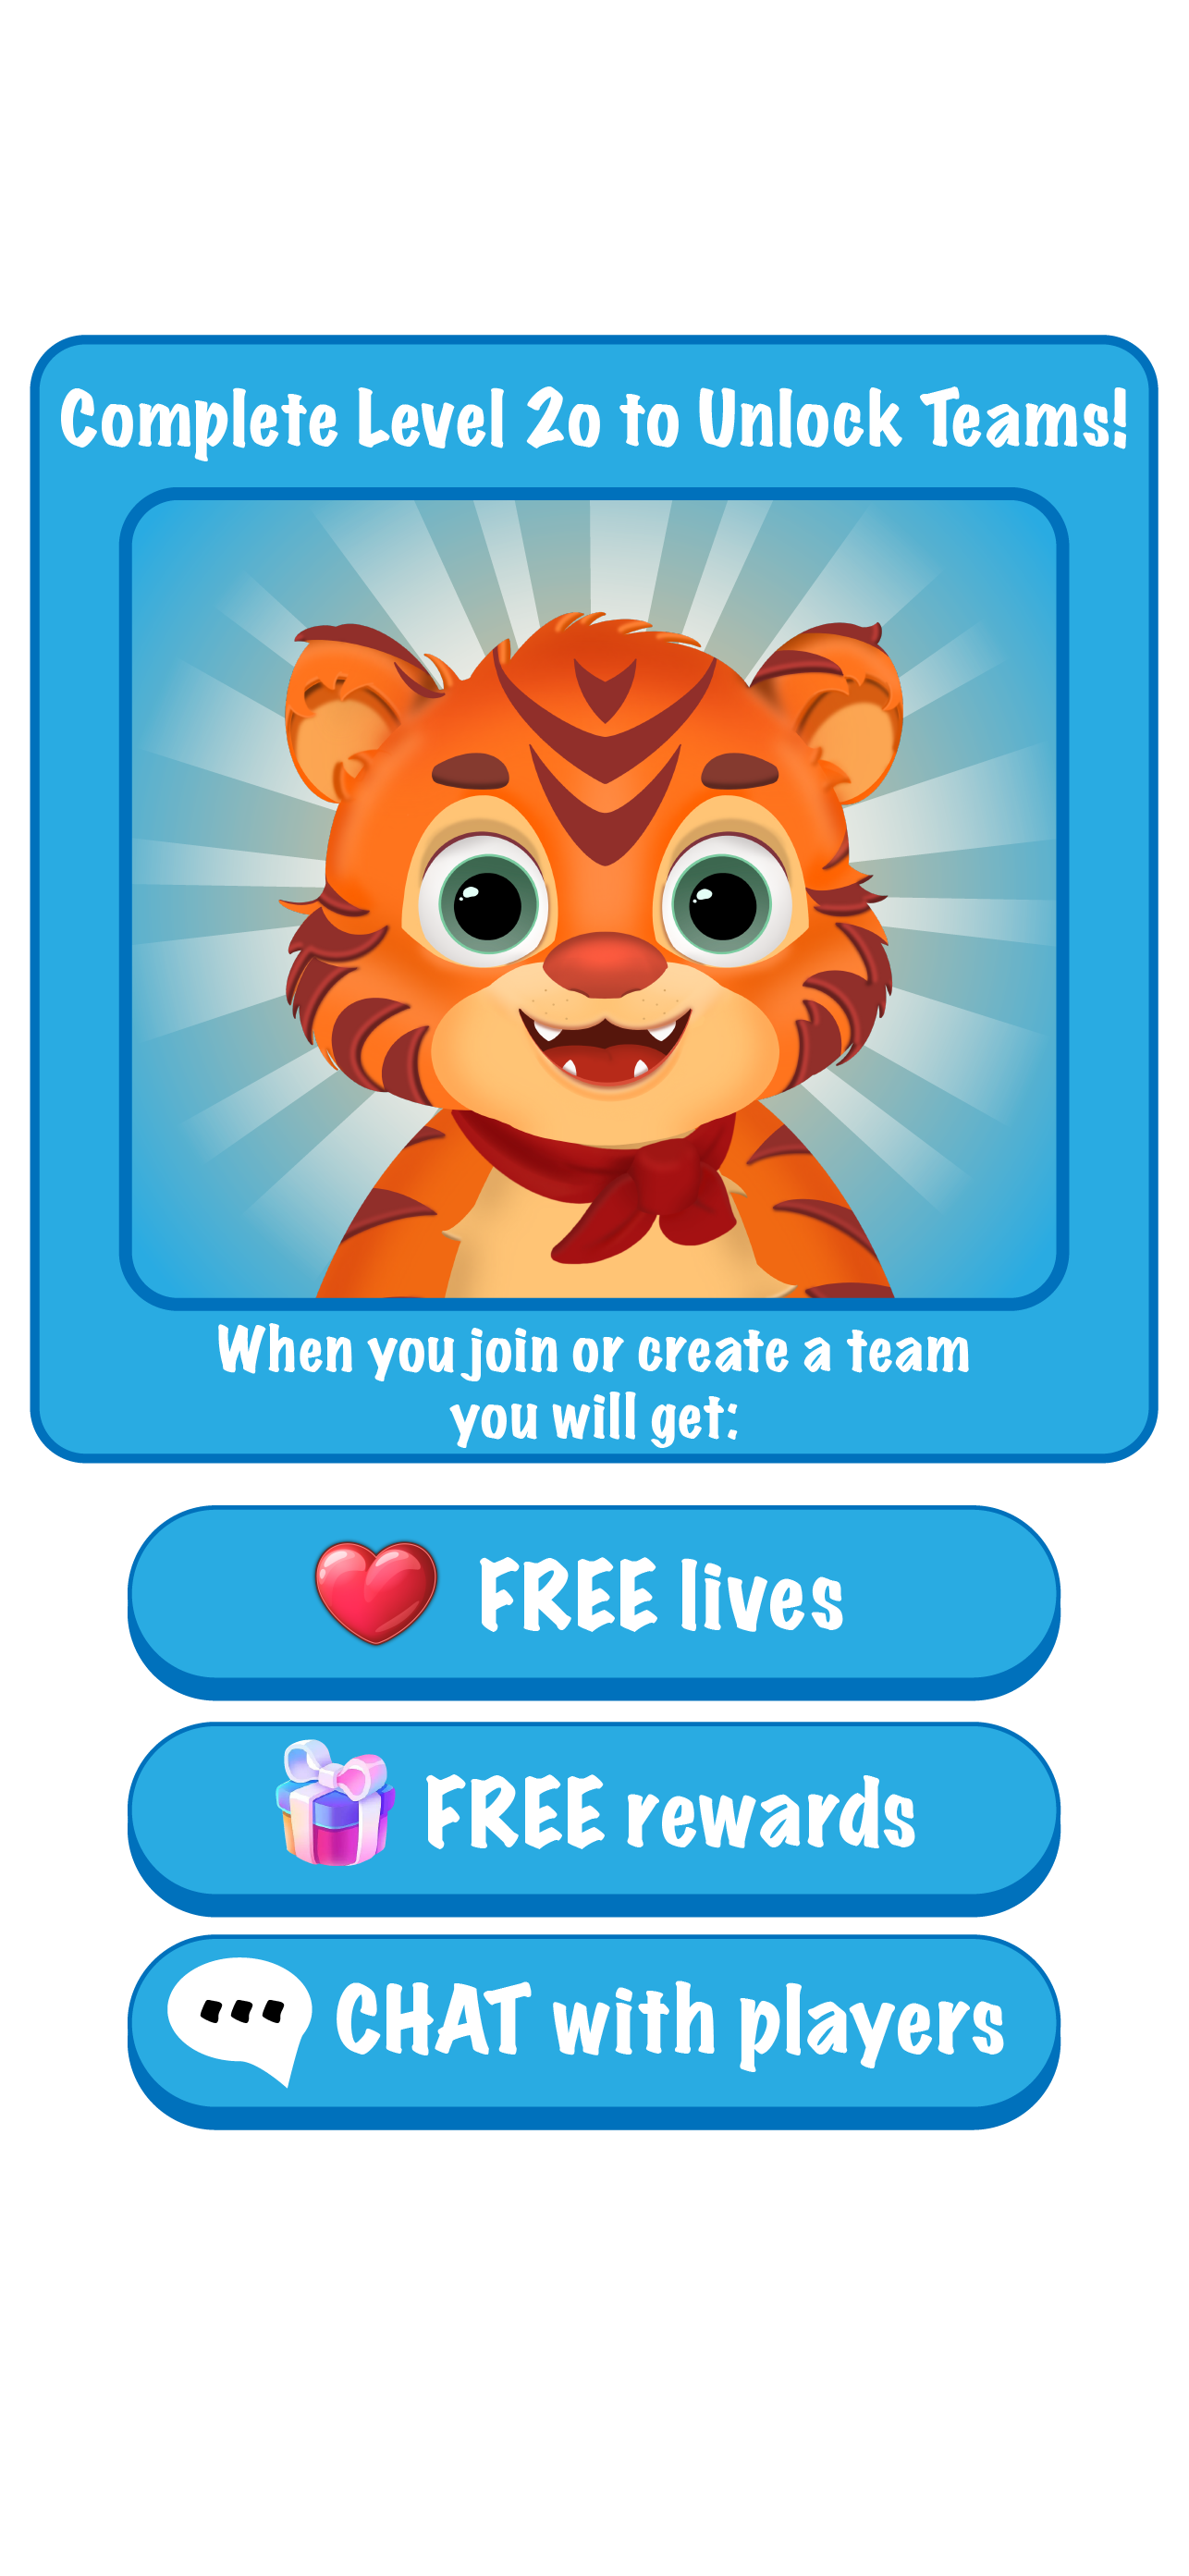 Complete Level 20 to Unlock Teams!
When you join or create a team
you will get:
FREE lives
FREE rewards
CHAT with players